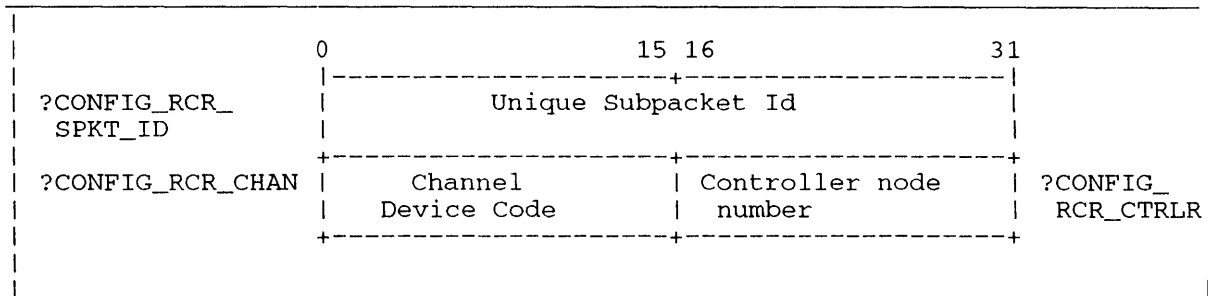 0 15 16 31
?CONFIG_RCR_ Unique Subpacket Id
SPKT_ID
?CONFIG_RCR_CHAN Channel Controller node ?CONFIG_
Device Code number RCR_CTRLR